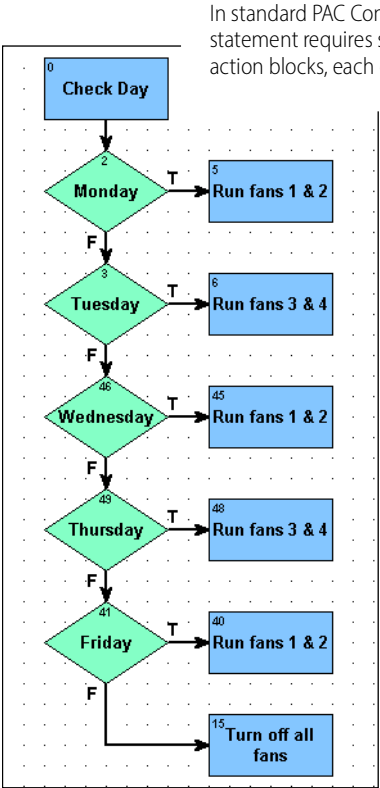 In standard PAC Con
statement requires s
action blocks, each
0
Check Day
2
Monday
T
5
Run fans 1 & 2
F
3
Tuesday
T
6
Run fans 3 & 4
F
46
Wednesday
T
45
Run fans 1 & 2
F
49
Thursday
T
48
Run fans 3 & 4
F
41
Friday
T
40
Run fans 1 & 2
F
15
Turn off all
fans